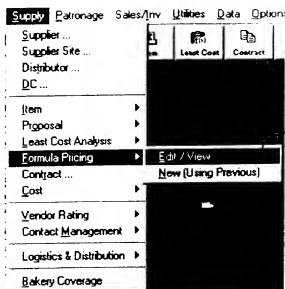 Supply Patronage Sales/Inv Utilities Data Option
Supplier ...
Supplier Site ...
Distributor ...
DC ...
Least Cost Contract
Item
Proposal
Least Cost Analysis
Formula Pricing
Edit / View
Contract ...
New (Using Previous)
Cost
Vendor Rating
Contact Management
Logistics & Distribution
Bakery Coverage